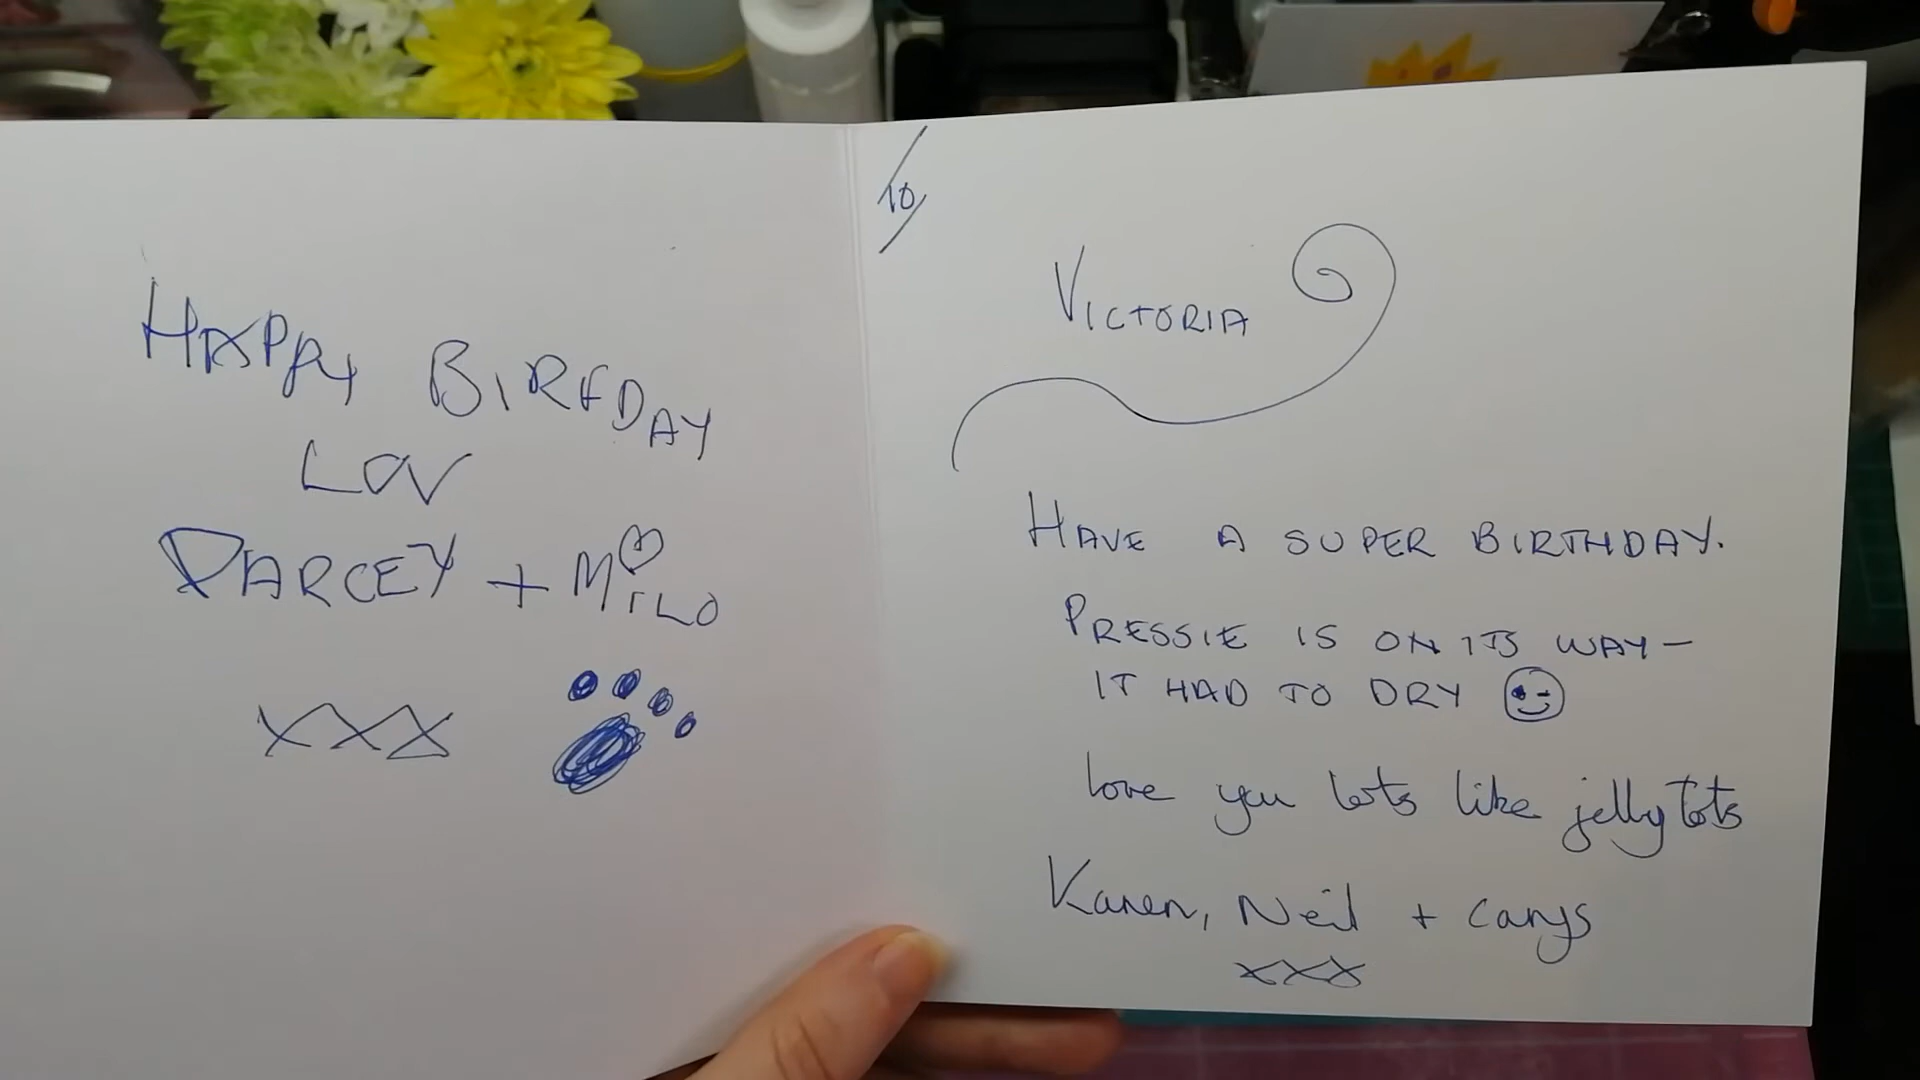 HAPPY BIRFDAY
LOV
DARCEY + MILO
XXX
10
VICTORIA
HAVE A SUPER BIRTHDAY.
PRESSIE IS ON ITS WAY -
IT HAD TO DRY
love you lots like jelly tots
Karen, Neil + Carys
xxx